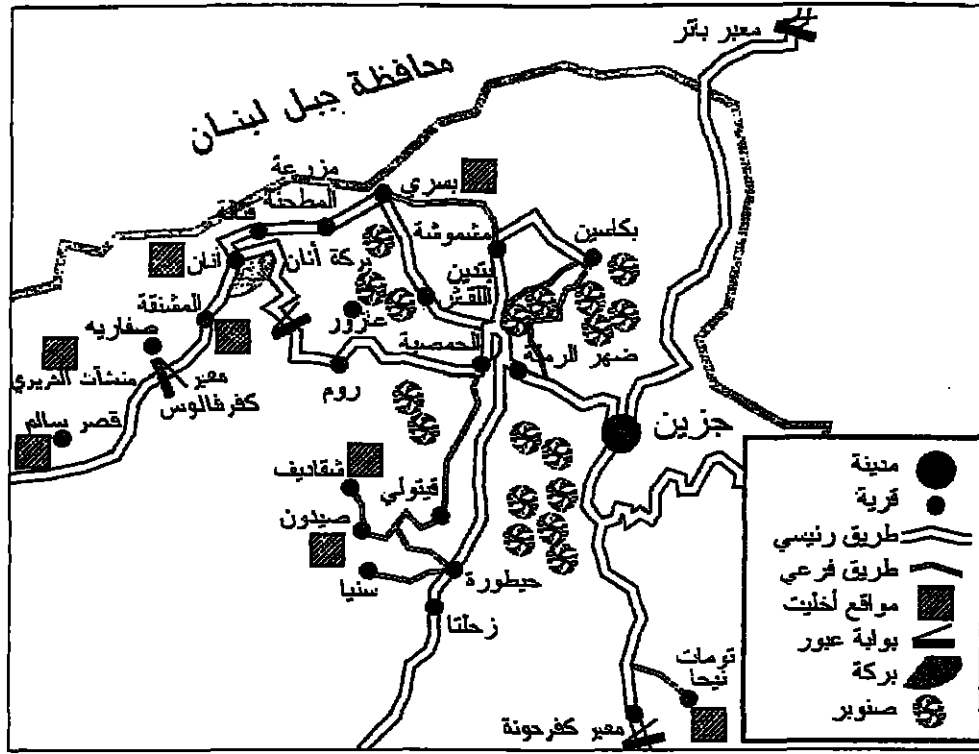 معبر باتر
محافظة جبل لبنان
مزرعة
المطحنة
بسري
مشموشة
بكاسين
أنان
بركة أنان
بتدين
اللقش
المشنقة
عزور
صفاريه
الحمصية
ضهر الرملة
منشآت الحريري
معبر
كفرفالوس
روم
جزين
قصر سالم
شقاديف
قيتولي
صيدون
سنيا
حيطورة
زحلتا
تومات
نيحا
معبر كفرحونة
مدينة
قرية
طريق رئيسي
طريق فرعي
مواقع أخليت
بوابة عبور
بركة
صنوبر